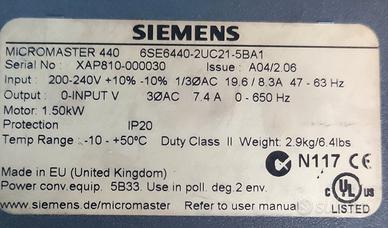 SIEMENS
MICROMASTER 440 6SE6440-2UC21-5BA1
Serial No : XAP810-000030 Issue : A04/2.06
Input : 200-240V +10% -10% 1/3ØAC 19.6 / 8.3A 47 - 63 Hz
Output : 0-INPUT V 3ØAC 7.4 A 0 - 650 Hz
Motor: 1.50kW
Protection IP20
Temp Range : -10 - +50°C Duty Class II Weight: 2.9kg/6.4lbs
N117 CE
Made in EU (United Kingdom)
Power conv.equip. 5B33. Use in poll. deg.2 env.
c UL US
www.siemens.de/micromaster Refer to user manual
LISTED